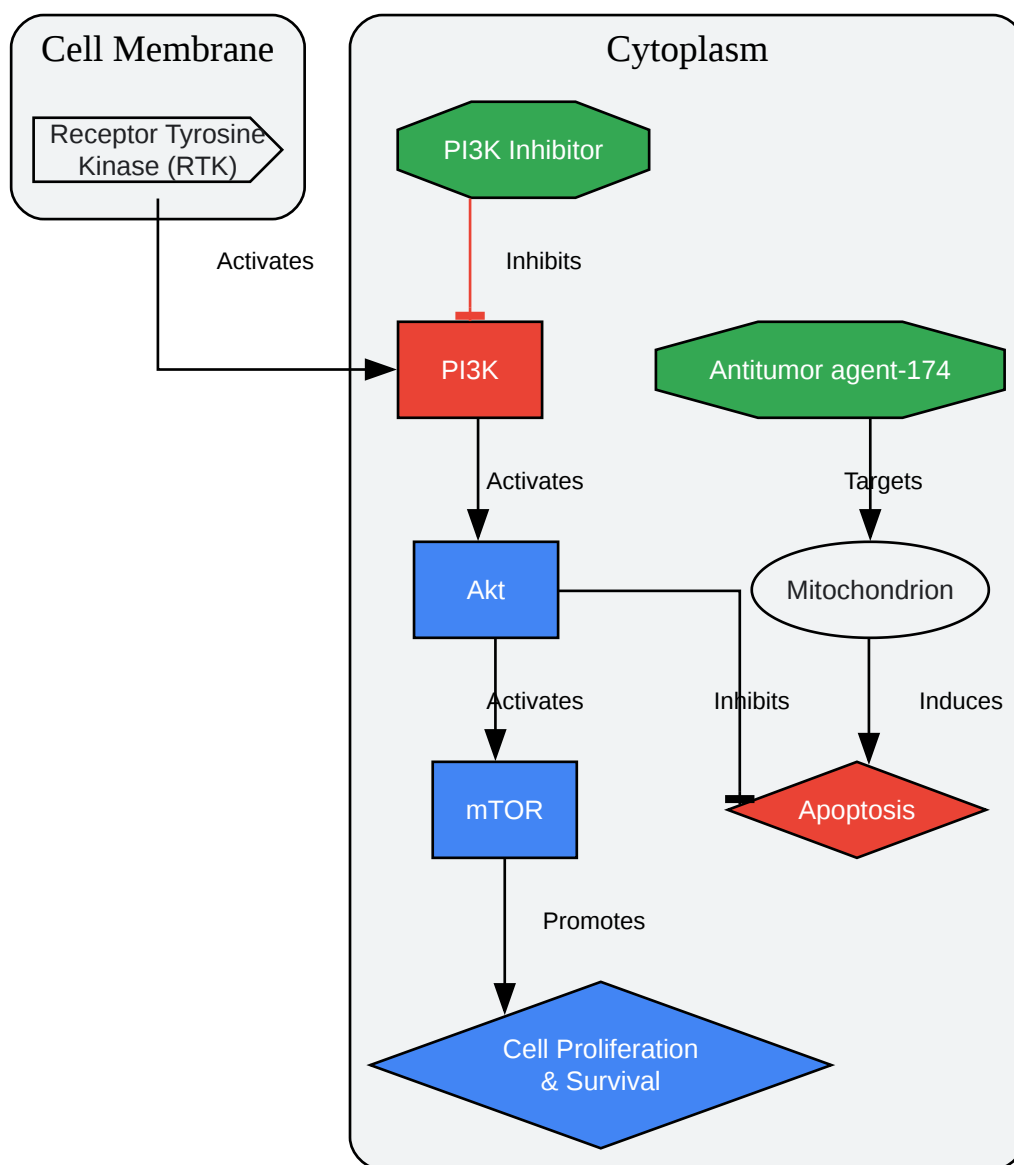 Cell Membrane
Cytoplasm
Receptor Tyrosine
Kinase (RTK)
PI3K Inhibitor
Activates
Inhibits
PI3K
Antitumor agent-174
Activates
Targets
Akt
Mitochondrion
Activates
Inhibits
Induces
mTOR
Apoptosis
Promotes
Cell Proliferation
& Survival